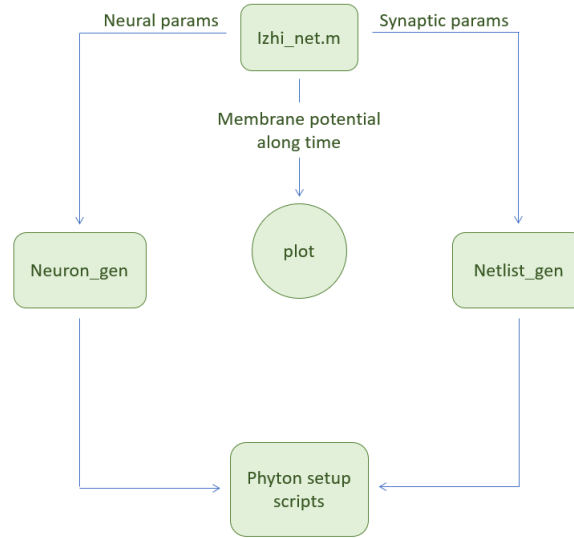 Neural params
Izhi_net.m
Synaptic params
Membrane potential
along time
Neuron_gen
plot
Netlist_gen
Phyton setup
scripts